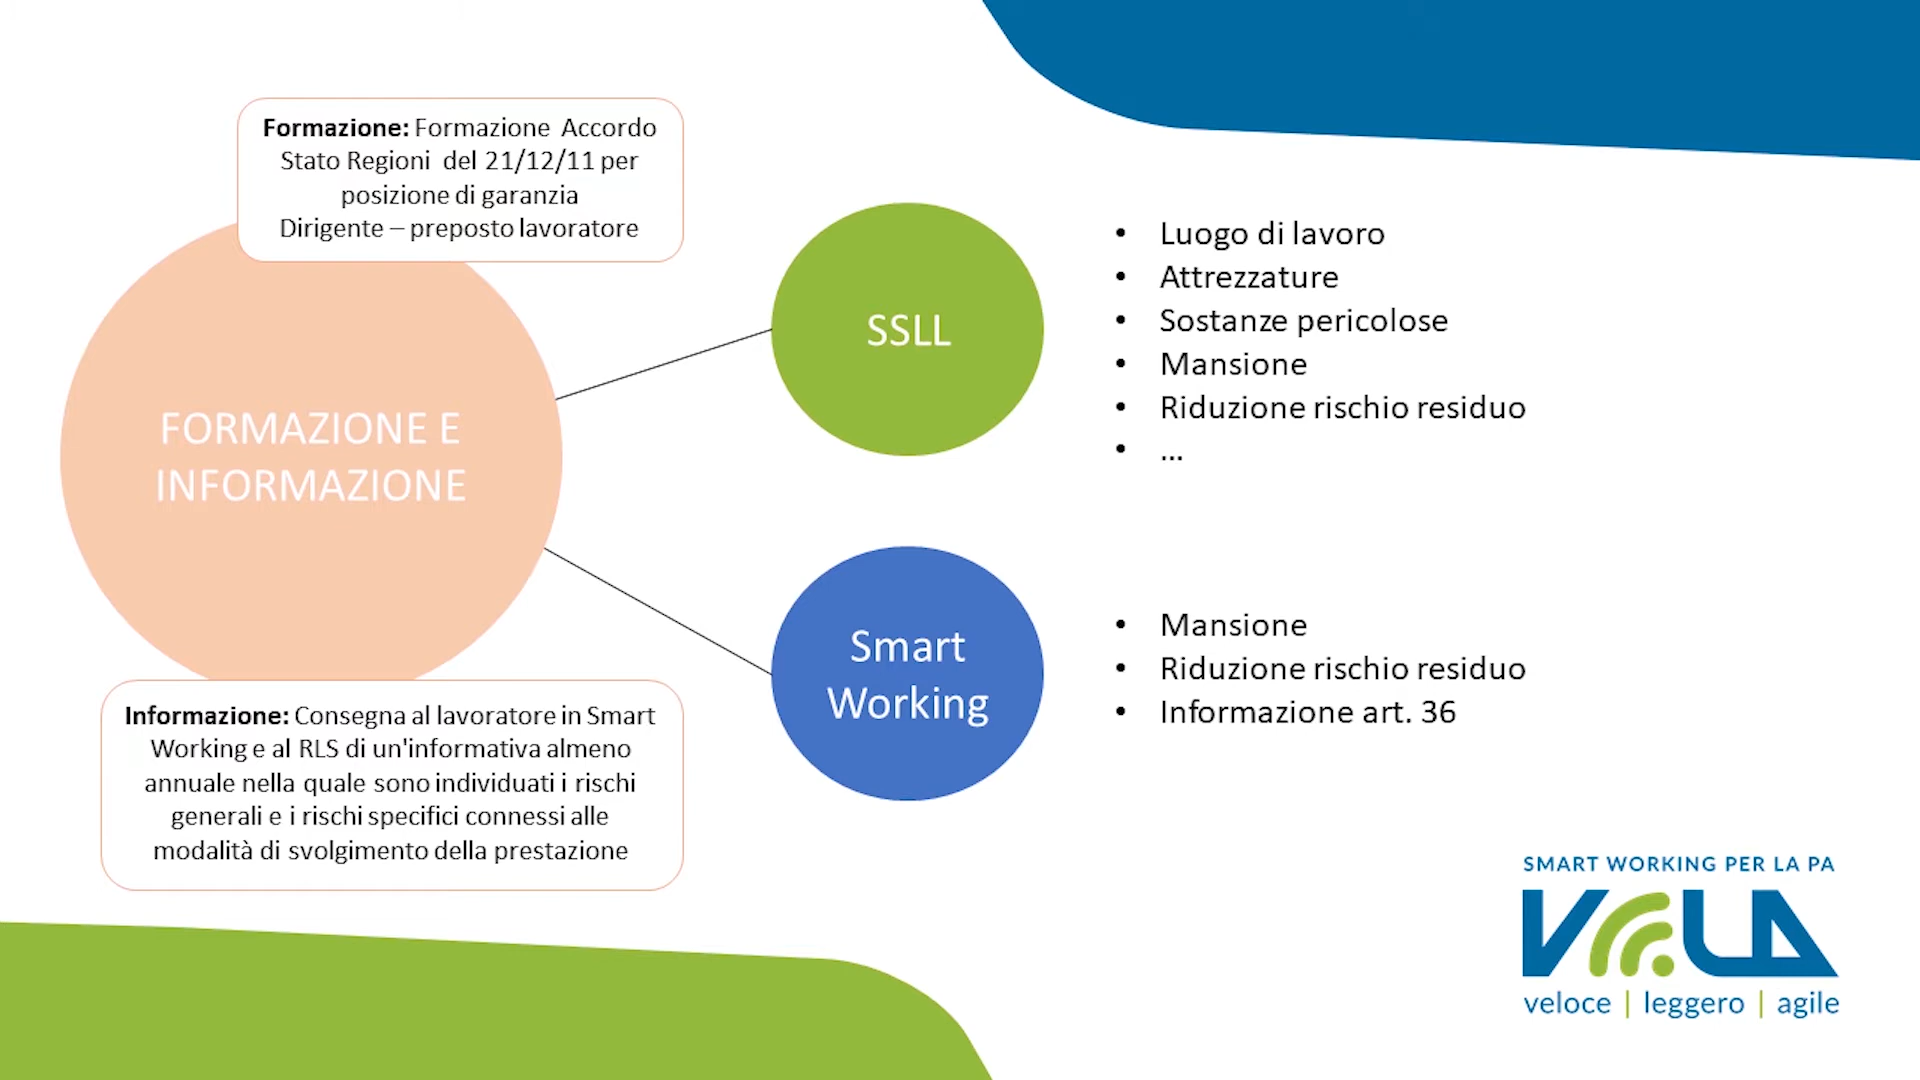 Formazione: Formazione Accordo
Stato Regioni del 21/12/11 per
posizione di garanzia
Dirigente – preposto lavoratore
FORMAZIONE E
INFORMAZIONE
Informazione: Consegna al lavoratore in Smart
Working e al RLS di un'informativa almeno
annuale nella quale sono individuati i rischi
generali e i rischi specifici connessi alle
modalità di svolgimento della prestazione
SSLL
• Luogo di lavoro
• Attrezzature
• Sostanze pericolose
• Mansione
• Riduzione rischio residuo
• ...
Smart
Working
• Mansione
• Riduzione rischio residuo
• Informazione art. 36
SMART WORKING PER LA PA
VeLA
veloce | leggero | agile